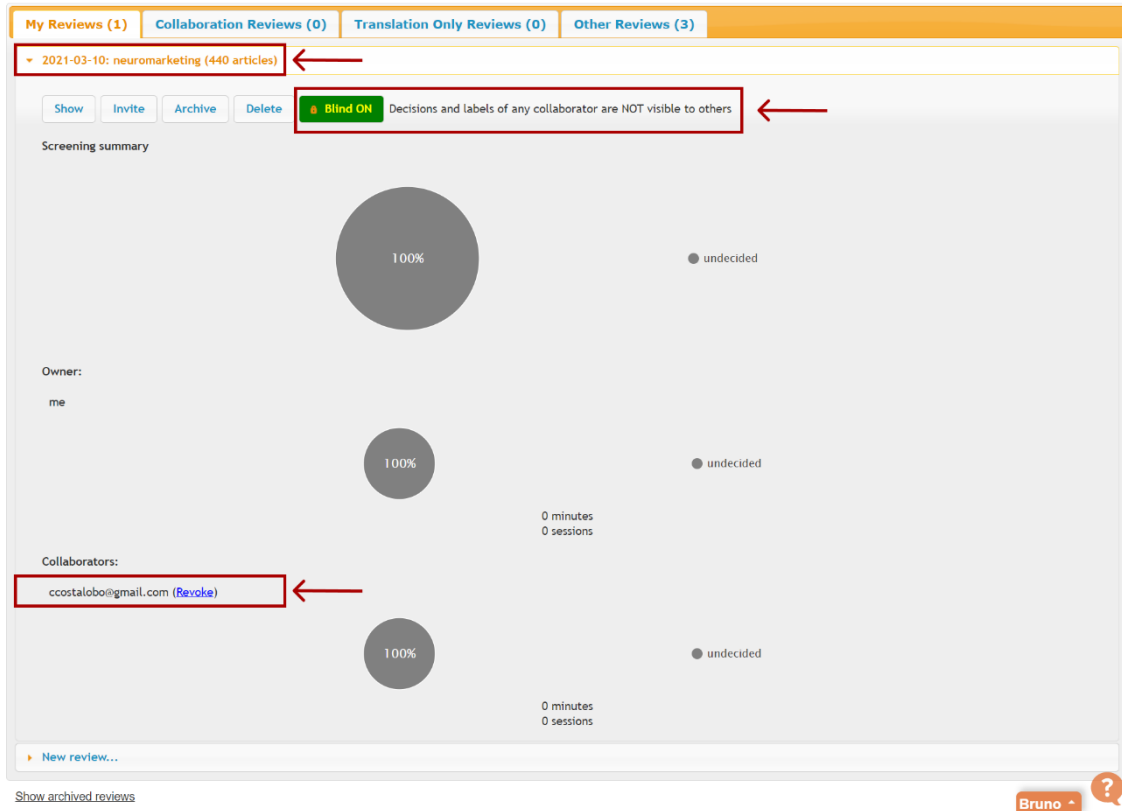 My Reviews (1) Collaboration Reviews (0) Translation Only Reviews (0) Other Reviews (3)
2021-03-10: neuromarketing (440 articles)
Show Invite Archive Delete Blind ON Decisions and labels of any collaborator are NOT visible to others
Screening summary
100% undecided
Owner:
me
100% undecided
0 minutes
0 sessions
Collaborators:
ccostalobo@gmail.com (Revoke)
100% undecided
0 minutes
0 sessions
New review...
Show archived reviews
?
Bruno